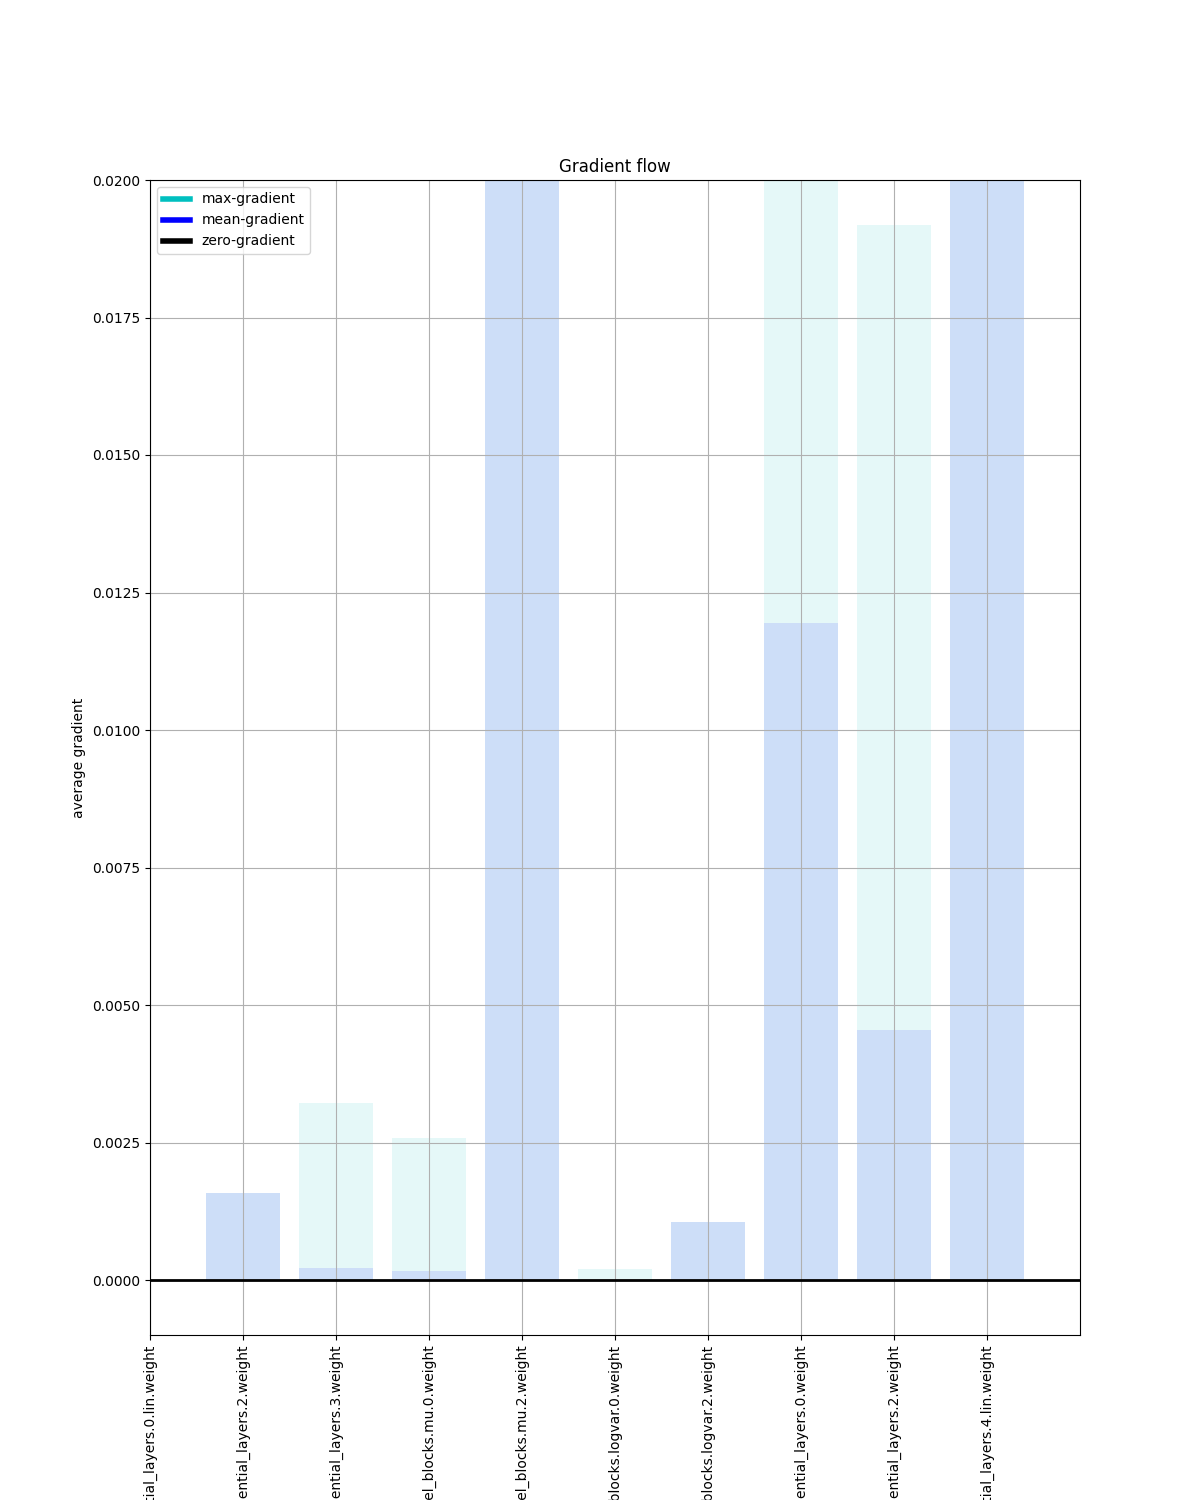 Gradient flow
max-gradient
mean-gradient
zero-gradient
0.0200
0.0175
0.0150
0.0125
0.0100
0.0075
0.0050
0.0025
0.0000
average gradient
tial_layers.0.lin.weight
ential_layers.2.weight
ential_layers.3.weight
el_blocks.mu.0.weight
el_blocks.mu.2.weight
blocks.logvar.0.weight
blocks.logvar.2.weight
ential_layers.0.weight
ential_layers.2.weight
tial_layers.4.lin.weight